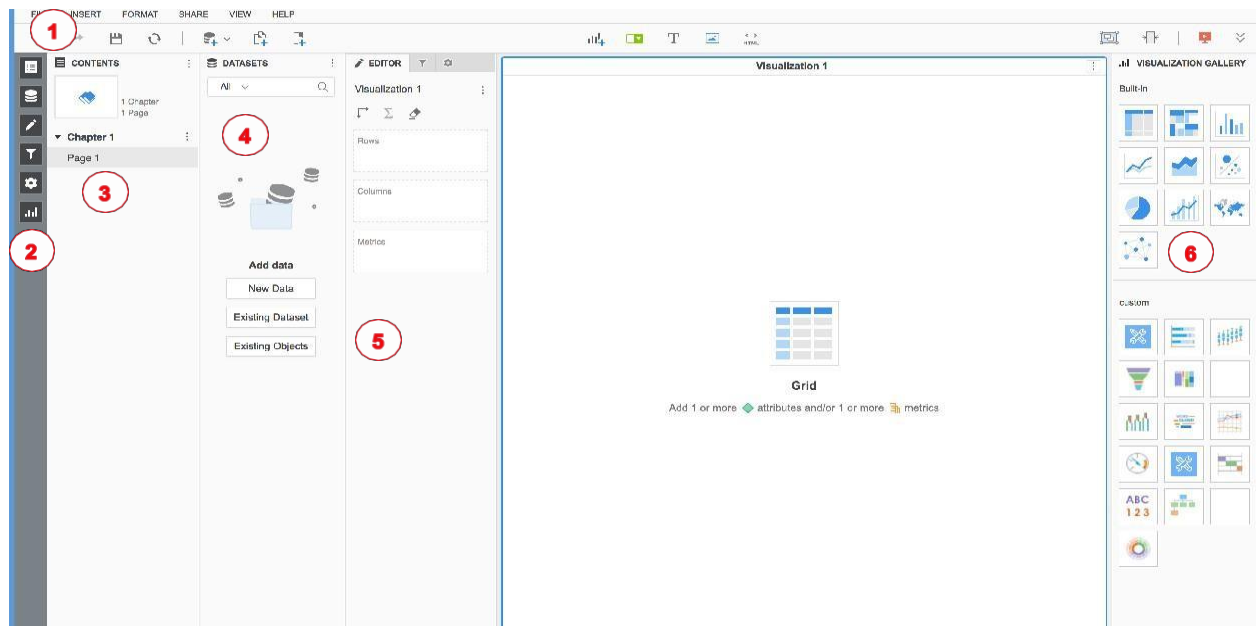 INSERT FORMAT SHARE VIEW HELP
1
HTML
CONTENTS
1 Chapter
1 Page
Chapter 1
Page 1
3
2
DATASETS
All
4
Add data
New Data
Existing Dataset
Existing Objects
EDITOR
Visualization 1
Rows
Columns
Metrics
5
Visualization 1
Grid
Add 1 or more attributes and/or 1 or more metrics
VISUALIZATION GALLERY
Built-In
6
custom
ABC
123